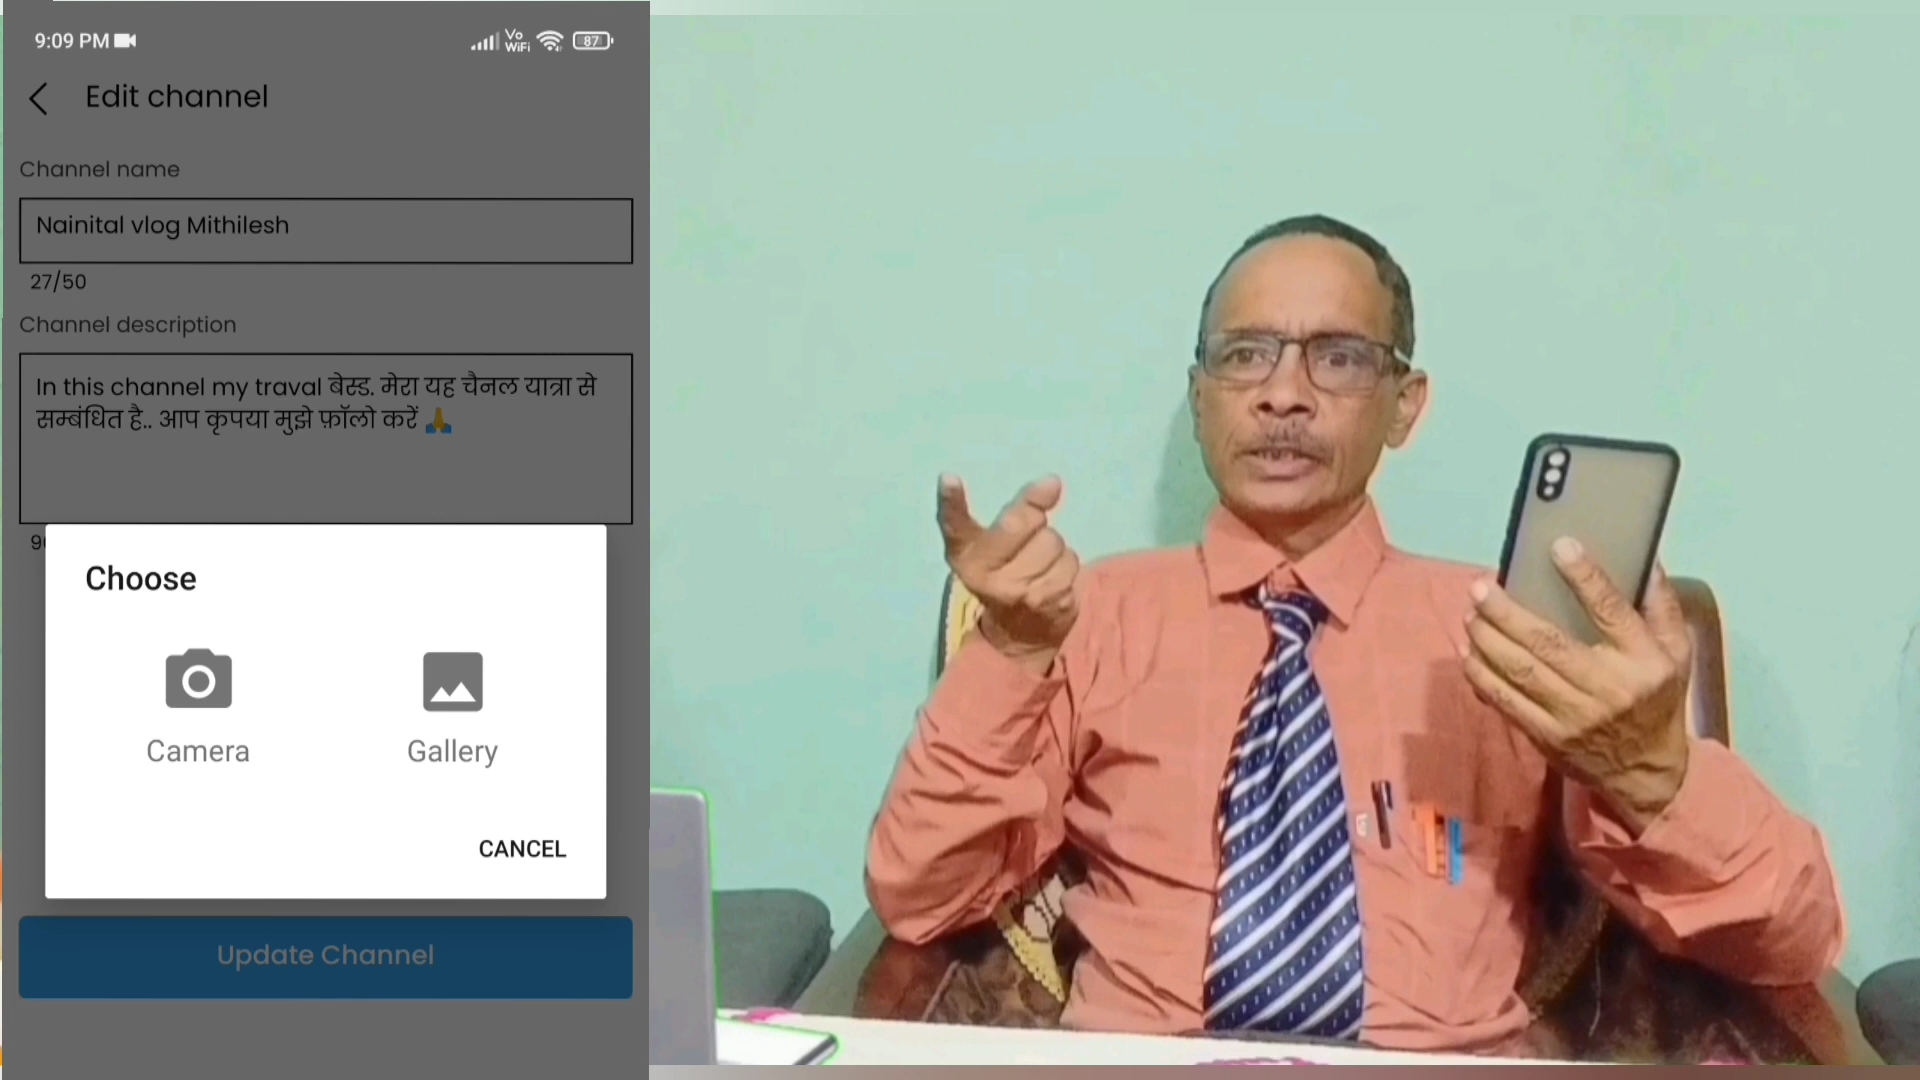 9:09 PM
Vo
WiFi
87
Edit channel
Channel name
Nainital vlog Mithilesh
27/50
Channel description
In this channel my traval बेस्ड. मेरा यह चैनल यात्रा से
सम्बंधित है.. आप कृपया मुझे फ़ॉलो करें 🙏
Choose
Camera
Gallery
CANCEL
Update Channel